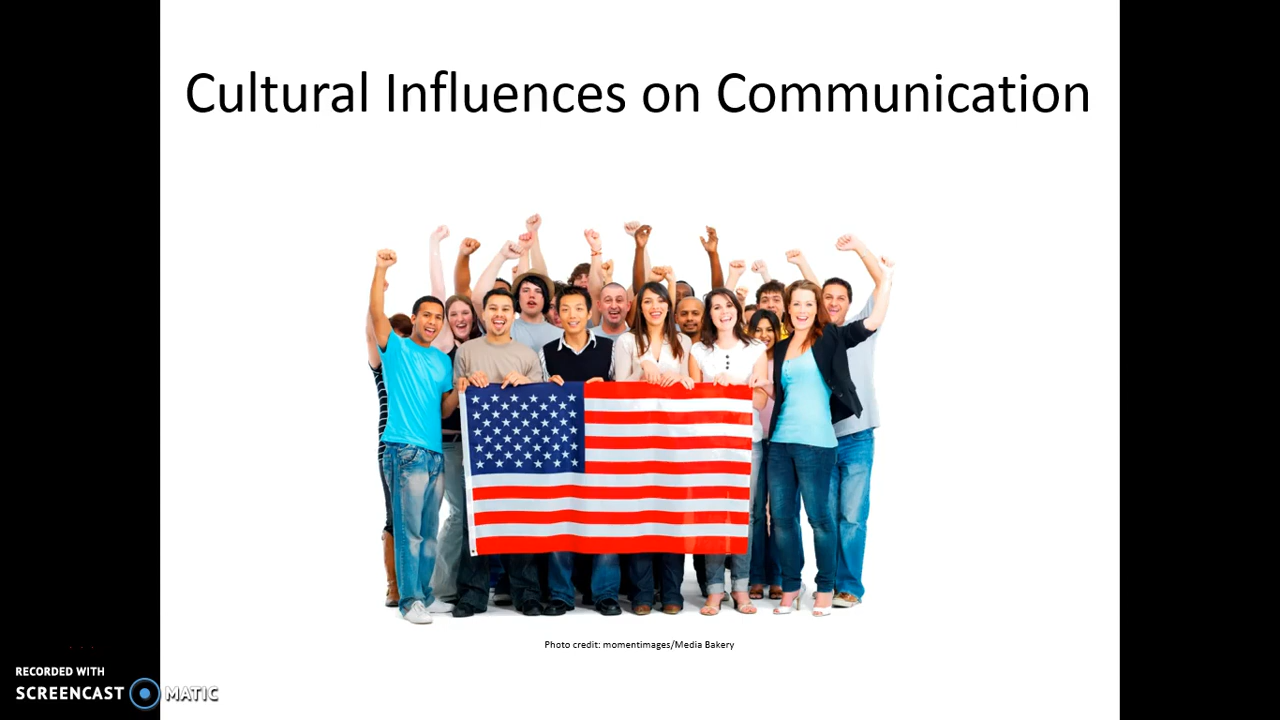 Cultural Influences on Communication
Photo credit: momentimages/Media Bakery
RECORDED WITH
SCREENCAST MATIC